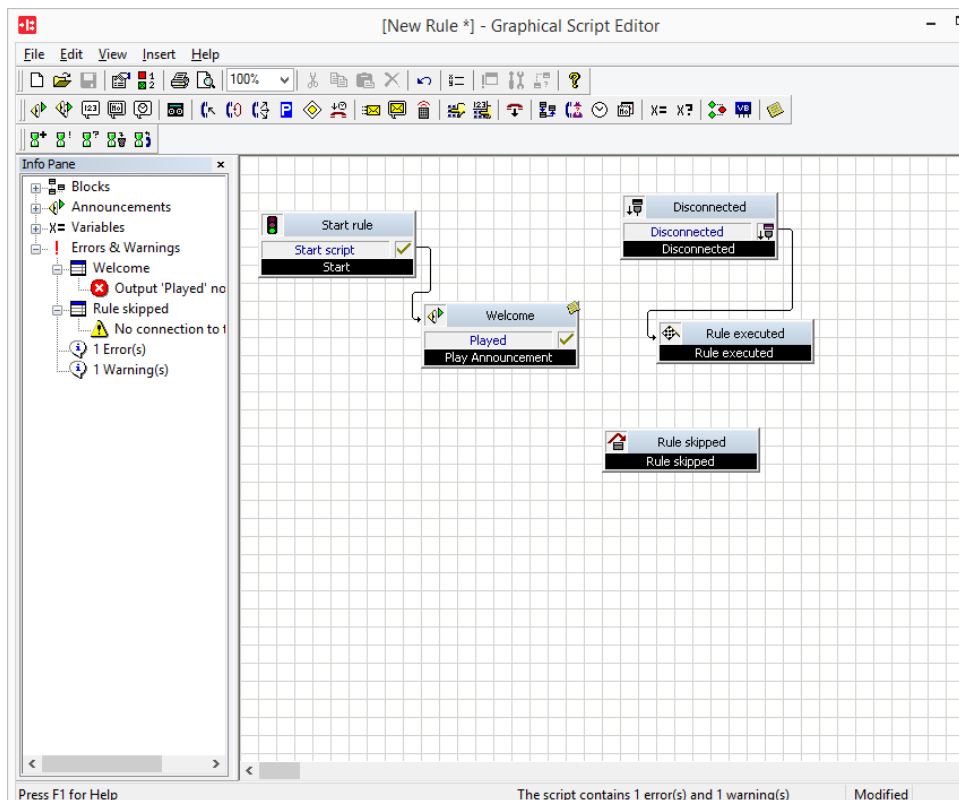 [New Rule *] - Graphical Script Editor
File Edit View Insert Help
100%
Info Pane
Blocks
Announcements
X= Variables
Errors & Warnings
Welcome
Output 'Played' no
Rule skipped
No connection to
1 Error(s)
1 Warning(s)
Start rule
Start script
Start
Welcome
Played
Play Announcement
Disconnected
Disconnected
Disconnected
Rule executed
Rule executed
Rule skipped
Rule skipped
Press F1 for Help
The script contains 1 error(s) and 1 warning(s)
Modified